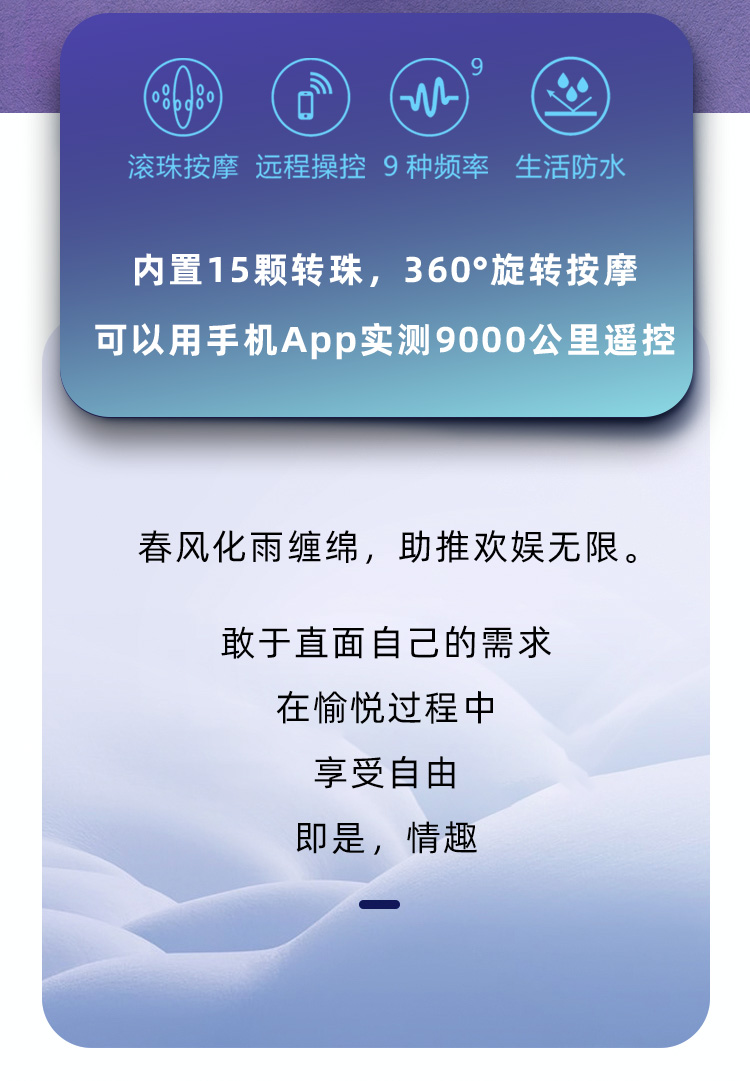 9
滚珠按摩 远程操控 9 种频率 生活防水
内置15颗转珠，360°旋转按摩
可以用手机App实测9000公里遥控
春风化雨缠绵，助推欢娱无限。
敢于直面自己的需求
在愉悦过程中
享受自由
即是，情趣